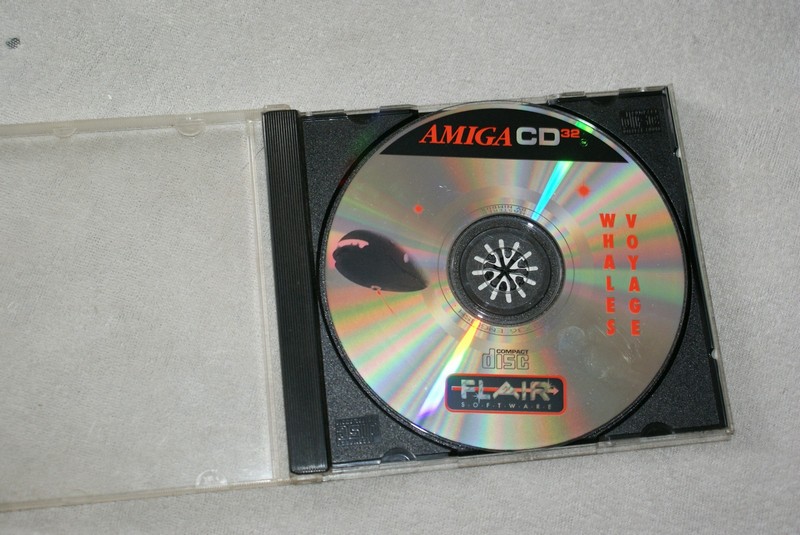 AMIGA CD32
WHALES
VOYAGE
COMPACT
disc
FLAIR
SOFTWARE